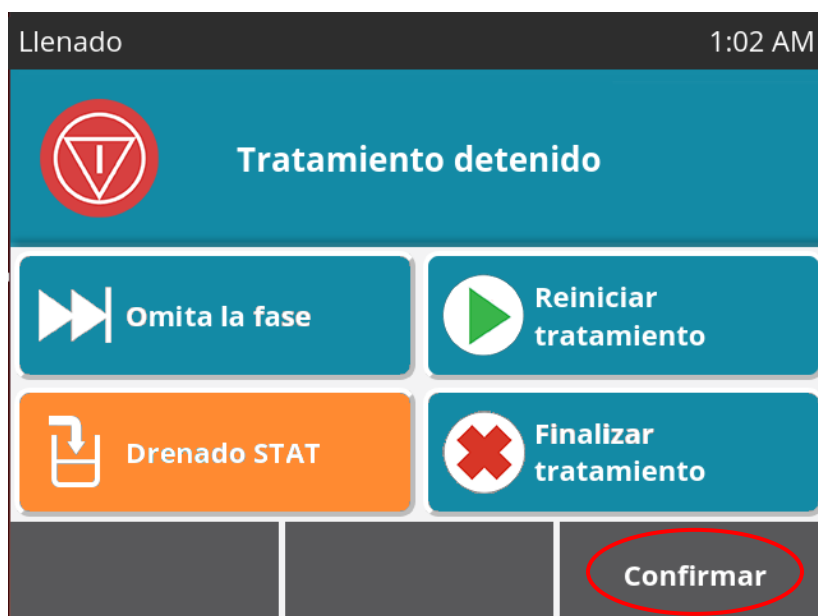 Llenado 1:02 AM
Tratamiento detenido
Omita la fase
Reiniciar
tratamiento
Drenado STAT
Finalizar
tratamiento
Confirmar